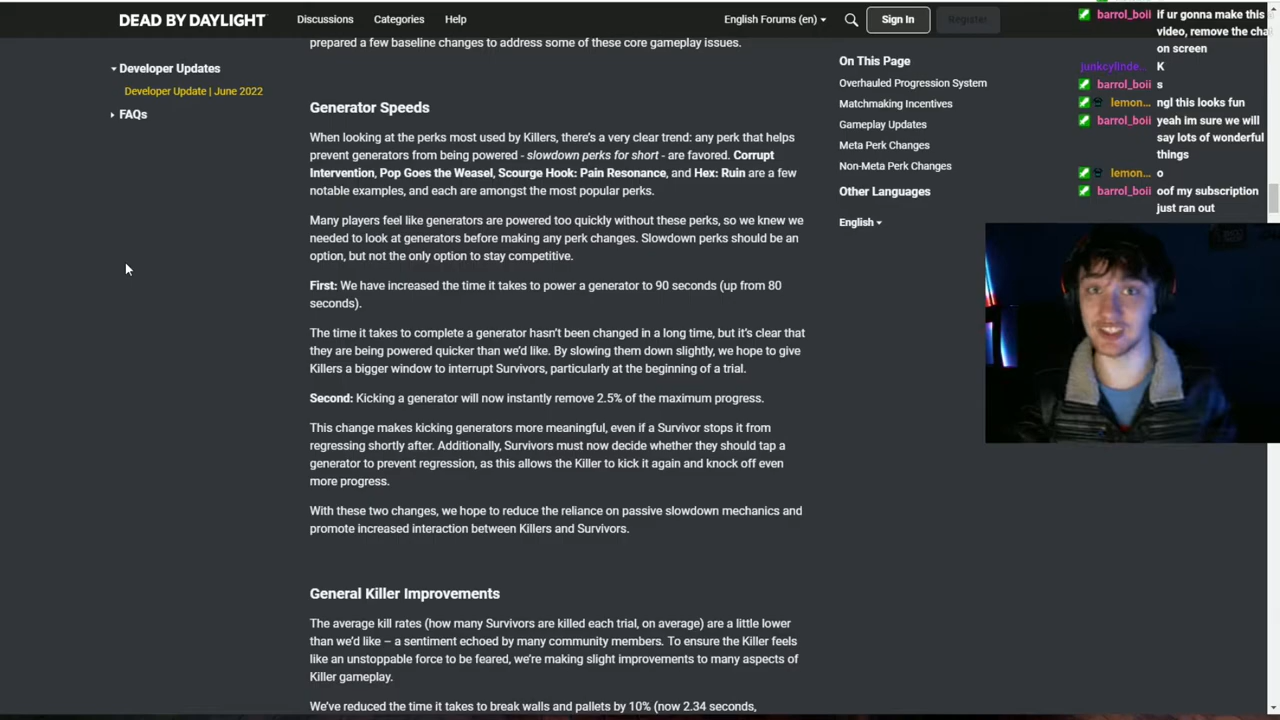 DEAD BY DAYLIGHT
Discussions
Categories
Help
English Forums (en)
Sign In
Register
Developer Updates
Developer Update | June 2022
FAQs
prepared a few baseline changes to address some of these core gameplay issues.
Generator Speeds
When looking at the perks most used by Killers, there's a very clear trend: any perk that helps
prevent generators from being powered - slowdown perks for short - are favored. Corrupt
Intervention, Pop Goes the Weasel, Scourge Hook: Pain Resonance, and Hex: Ruin are a few
notable examples, and each are amongst the most popular perks.
Many players feel like generators are powered too quickly without these perks, so we knew we
needed to look at generators before making any perk changes. Slowdown perks should be an
option, but not the only option to stay competitive.
First: We have increased the time it takes to power a generator to 90 seconds (up from 80
seconds).
The time it takes to complete a generator hasn't been changed in a long time, but it's clear that
they are being powered quicker than we'd like. By slowing them down slightly, we hope to give
Killers a bigger window to interrupt Survivors, particularly at the beginning of a trial.
Second: Kicking a generator will now instantly remove 2.5% of the maximum progress.
This change makes kicking generators more meaningful, even if a Survivor stops it from
regressing shortly after. Additionally, Survivors must now decide whether they should tap a
generator to prevent regression, as this allows the Killer to kick it again and knock off even
more progress.
With these two changes, we hope to reduce the reliance on passive slowdown mechanics and
promote increased interaction between Killers and Survivors.
General Killer Improvements
The average kill rates (how many Survivors are killed each trial, on average) are a little lower
than we'd like – a sentiment echoed by many community members. To ensure the Killer feels
like an unstoppable force to be feared, we're making slight improvements to many aspects of
Killer gameplay.
We've reduced the time it takes to break walls and pallets by 10% (now 2.34 seconds,
On This Page
Overhauled Progression System
Matchmaking Incentives
Gameplay Updates
Meta Perk Changes
Non-Meta Perk Changes
Other Languages
English
barrol_boii if ur gonna make this
video, remove the cha
on screen
junkcylinde... K
barrol_boii s
lemon... ngl this looks fun
barrol_boii yeah im sure we will
say lots of wonderful
things
lemon... o
barrol_boii oof my subscription
just ran out